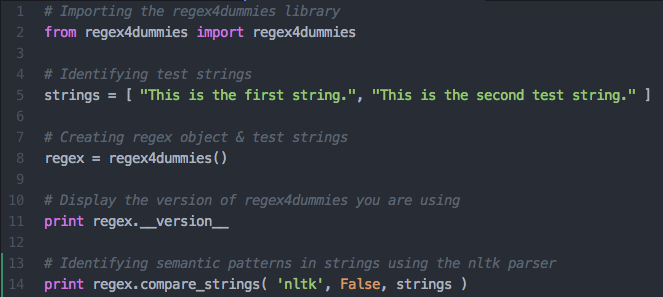 1 # Importing the regex4dummies library
2 from regex4dummies import regex4dummies
3
4 # Identifying test strings
5 strings = [ "This is the first string.", "This is the second test string." ]
6
7 # Creating regex object & test strings
8 regex = regex4dummies()
9
10 # Display the version of regex4dummies you are using
11 print regex.__version__
12
13 # Identifying semantic patterns in strings using the nltk parser
14 print regex.compare_strings( 'nltk', False, strings )